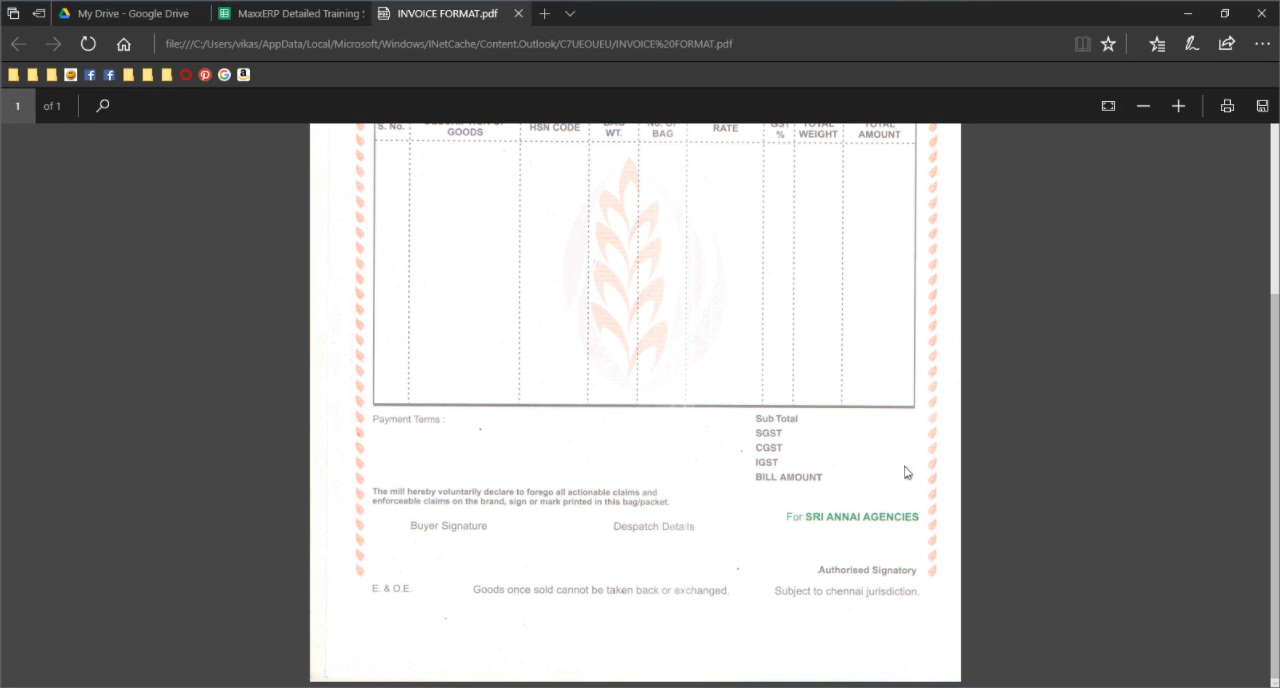 My Drive - Google Drive
MaxxERP Detailed Training
INVOICE FORMAT.pdf
file:///C:/Users/vikas/AppData/Local/Microsoft/Windows/INetCache/Content.Outlook/C7UEOUEU/INVOICE%20FORMAT.pdf
1 of 1
S. No. GOODS HSN CODE WT. BAG RATE % WEIGHT AMOUNT
Payment Terms :
Sub Total
SGST
CGST
IGST
BILL AMOUNT
The mill hereby voluntarily declare to forego all actionable claims and
enforceable claims on the brand, sign or mark printed in this bag/packet.
For SRI ANNAI AGENCIES
Buyer Signature Despatch Details
Authorised Signatory
E. & O.E. Goods once sold cannot be taken back or exchanged. Subject to chennai jurisdiction.